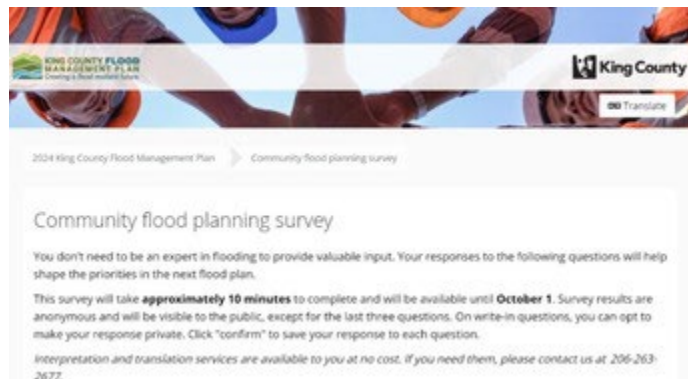 KING COUNTY FLOOD
MANAGEMENT PLAN
Creating a flood resilient future
King County
Translate
2024 King County Flood Management Plan
Community flood planning survey
Community flood planning survey
You don't need to be an expert in flooding to provide valuable input. Your responses to the following questions will help
shape the priorities in the next flood plan.
This survey will take approximately 10 minutes to complete and will be available until October 1. Survey results are
anonymous and will be visible to the public, except for the last three questions. On write-in questions, you can opt to
make your response private. Click "confirm" to save your response to each question.
Interpretation and translation services are available to you at no cost. If you need them, please contact us at 206-263-
2677.